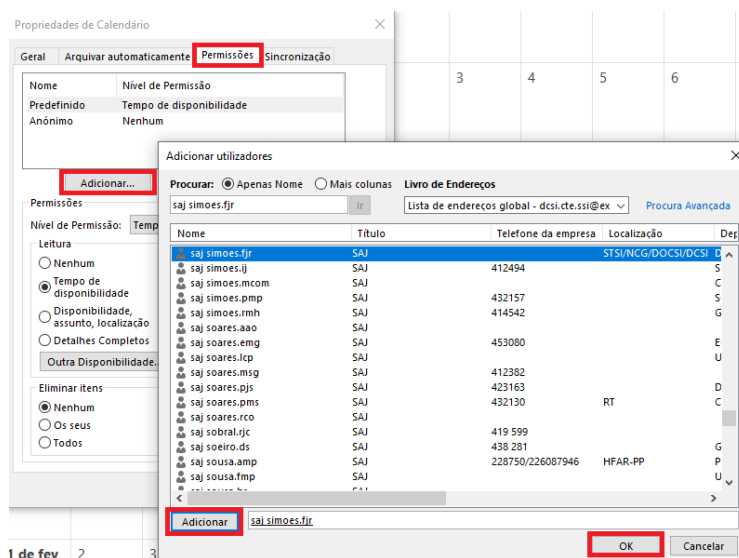 Propriedades de Calendário
Geral Arquivar automaticamente Permissões Sincronização
Nome Nível de Permissão
Predefinido Tempo de disponibilidade
Anónimo Nenhum
Adicionar...
Permissões
Nível de Permissão: Temp
Leitura
Nenhum
Tempo de
disponibilidade
Disponibilidade,
assunto, localização
Detalhes Completos
Outra Disponibilidade..
Eliminar itens
Nenhum
Os seus
Todos
3 4 5 6
Adicionar utilizadores
Procurar: Apenas Nome Mais colunas Livro de Endereços
saj simoes.fjr Ir Lista de endereços global - dcsi.cte.ssi@ex Procura Avançada
Nome Título Telefone da empresa Localização Dep
saj simoes.fjr SAJ STSI/NCG/DOCSI/DCSI D
saj simoes.ij SAJ 412494 S
saj simoes.mcom SAJ C
saj simoes.pmp SAJ 432157 S
saj simoes.rmh SAJ 414542 G
saj soares.aao SAJ
saj soares.emg SAJ 453080 E
saj soares.lcp SAJ U
saj soares.msg SAJ 412382
saj soares.pjs SAJ 423163 D
saj soares.pms SAJ 432130 RT C
saj soares.rco SAJ
saj sobral.rjc SAJ 419 599
saj soeiro.ds SAJ 438 281 G
saj sousa.amp SAJ 228750/226087946 HFAR-PP P
saj sousa.fmp SAJ U
Adicionar saj simoes.fjr
OK Cancelar
1 de fev 2 3